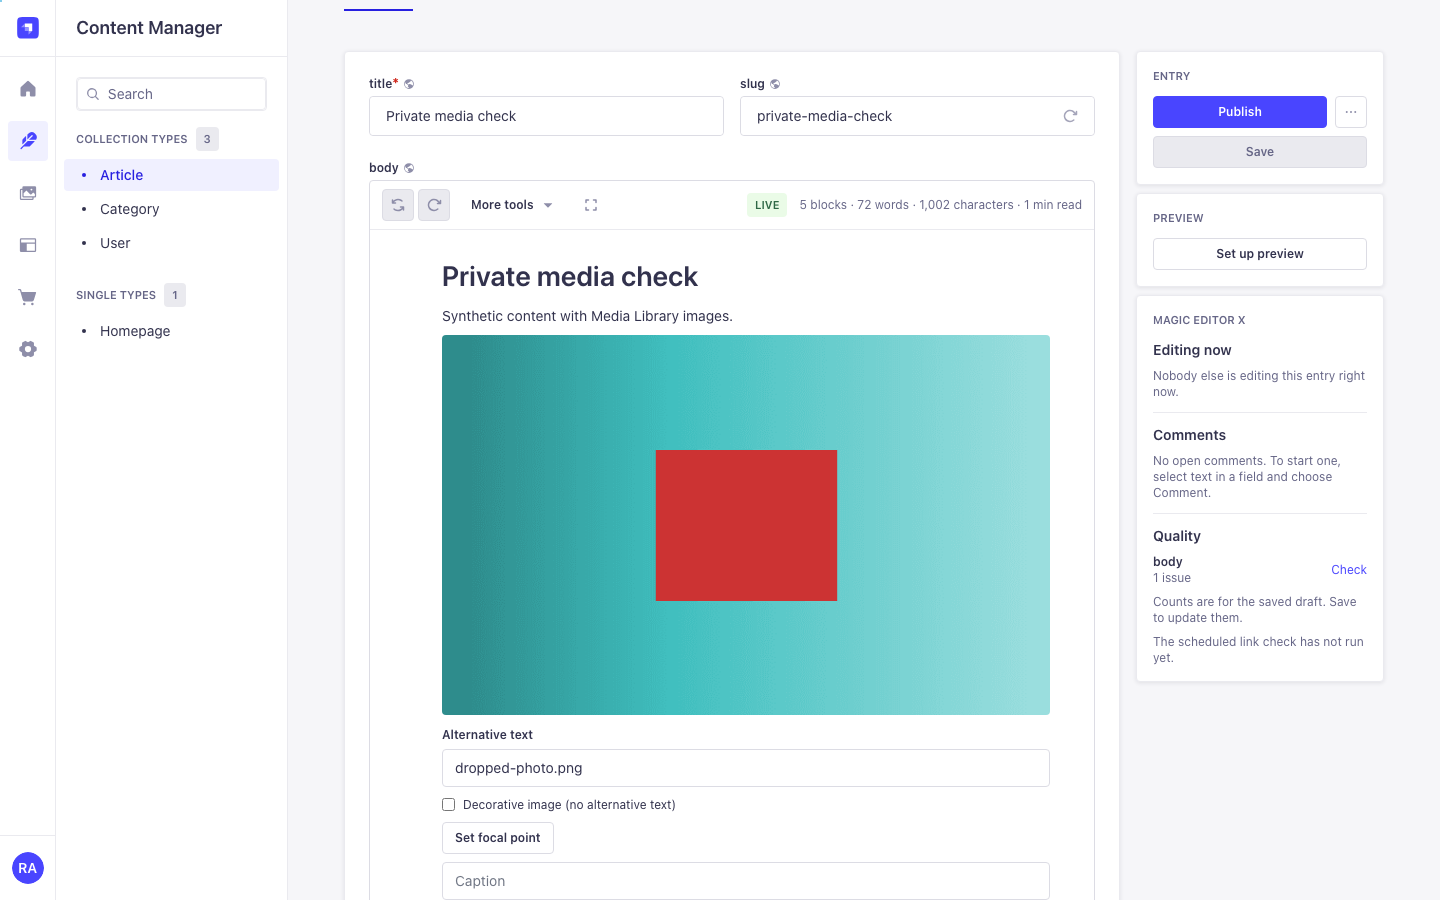 Content Manager
Search
COLLECTION TYPES 3
Article
Category
User
SINGLE TYPES 1
Homepage
RA
title*
Private media check
slug
private-media-check
body
More tools
LIVE
5 blocks · 72 words · 1,002 characters · 1 min read
Private media check
Synthetic content with Media Library images.
Alternative text
dropped-photo.png
Decorative image (no alternative text)
Set focal point
Caption
ENTRY
Publish
Save
PREVIEW
Set up preview
MAGIC EDITOR X
Editing now
Nobody else is editing this entry right
now.
Comments
No open comments. To start one,
select text in a field and choose
Comment.
Quality
body
1 issue
Check
Counts are for the saved draft. Save
to update them.
The scheduled link check has not run
yet.